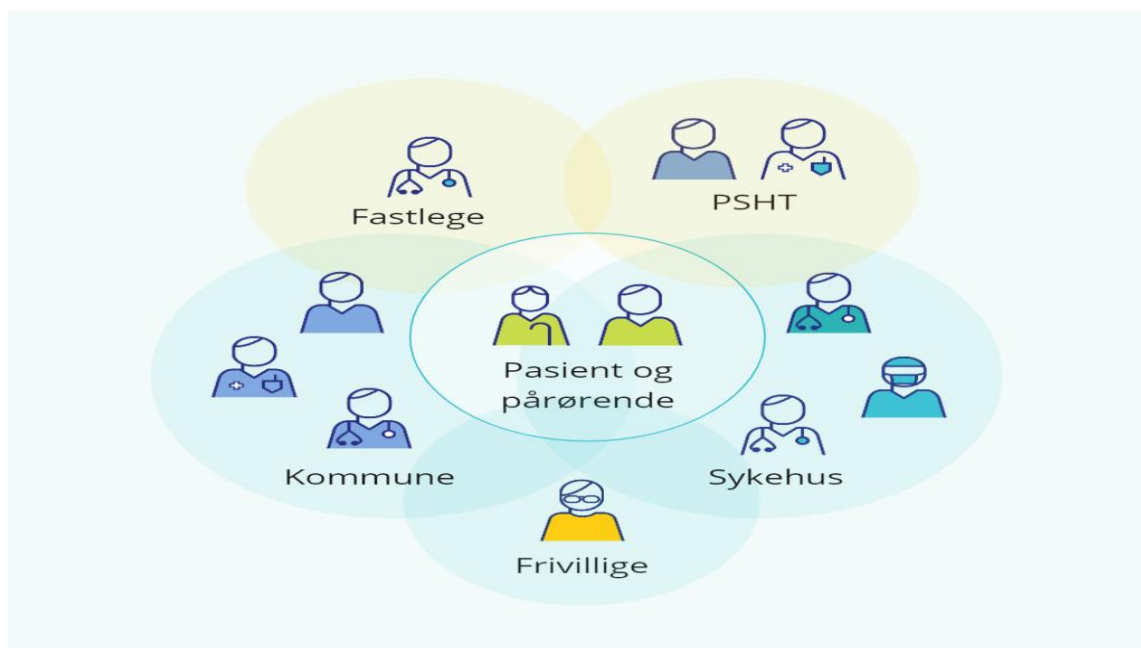 Fastlege
PSHT
Pasient og
pårørende
Kommune
Sykehus
Frivillige